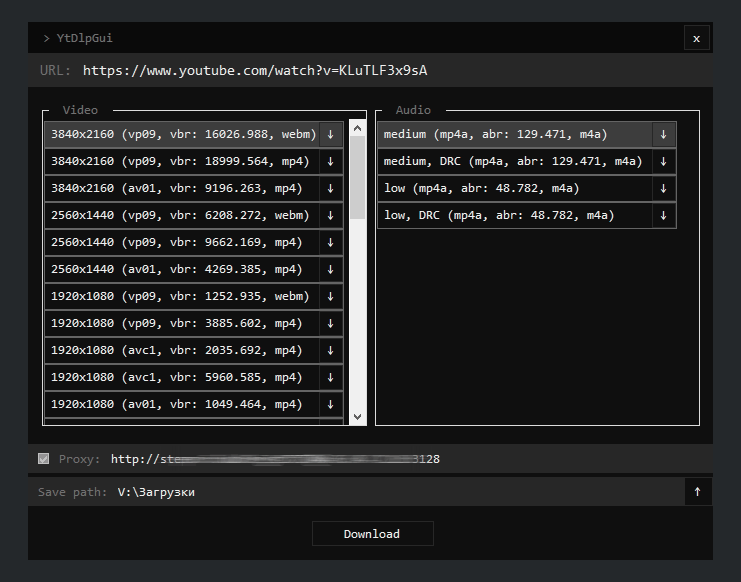 > YtDlpGui x
URL: https://www.youtube.com/watch?v=KLuTLF3x9sA
Video
3840x2160 (vp09, vbr: 16026.988, webm) ↓
3840x2160 (vp09, vbr: 18999.564, mp4) ↓
3840x2160 (av01, vbr: 9196.263, mp4) ↓
2560x1440 (vp09, vbr: 6208.272, webm) ↓
2560x1440 (vp09, vbr: 9662.169, mp4) ↓
2560x1440 (av01, vbr: 4269.385, mp4) ↓
1920x1080 (vp09, vbr: 1252.935, webm) ↓
1920x1080 (vp09, vbr: 3885.602, mp4) ↓
1920x1080 (avc1, vbr: 2035.692, mp4) ↓
1920x1080 (avc1, vbr: 5960.585, mp4) ↓
1920x1080 (av01, vbr: 1049.464, mp4) ↓
Audio
medium (mp4a, abr: 129.471, m4a) ↓
medium, DRC (mp4a, abr: 129.471, m4a) ↓
low (mp4a, abr: 48.782, m4a) ↓
low, DRC (mp4a, abr: 48.782, m4a) ↓
Proxy: http://st 3128
Save path: V:\Загрузки ↑
Download